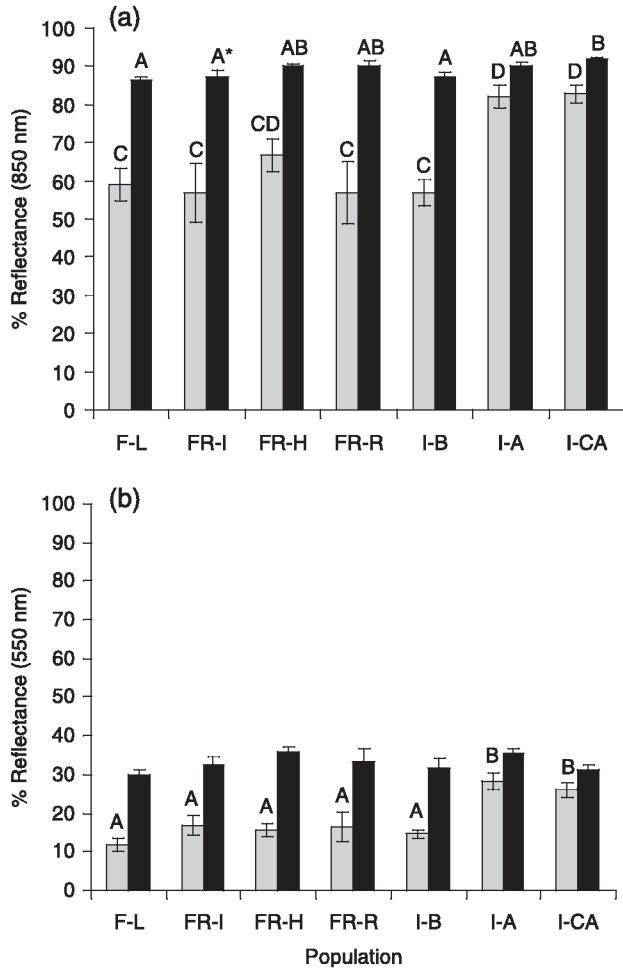 (a)
% Reflectance (850 nm)
100
90
80
70
60
50
40
30
20
10
0
A A* AB AB A AB B
C C CD C C D D
F-L FR-I FR-H FR-R I-B I-A I-CA
(b)
% Reflectance (550 nm)
100
90
80
70
60
50
40
30
20
10
0
A A A A A B B
F-L FR-I FR-H FR-R I-B I-A I-CA
Population